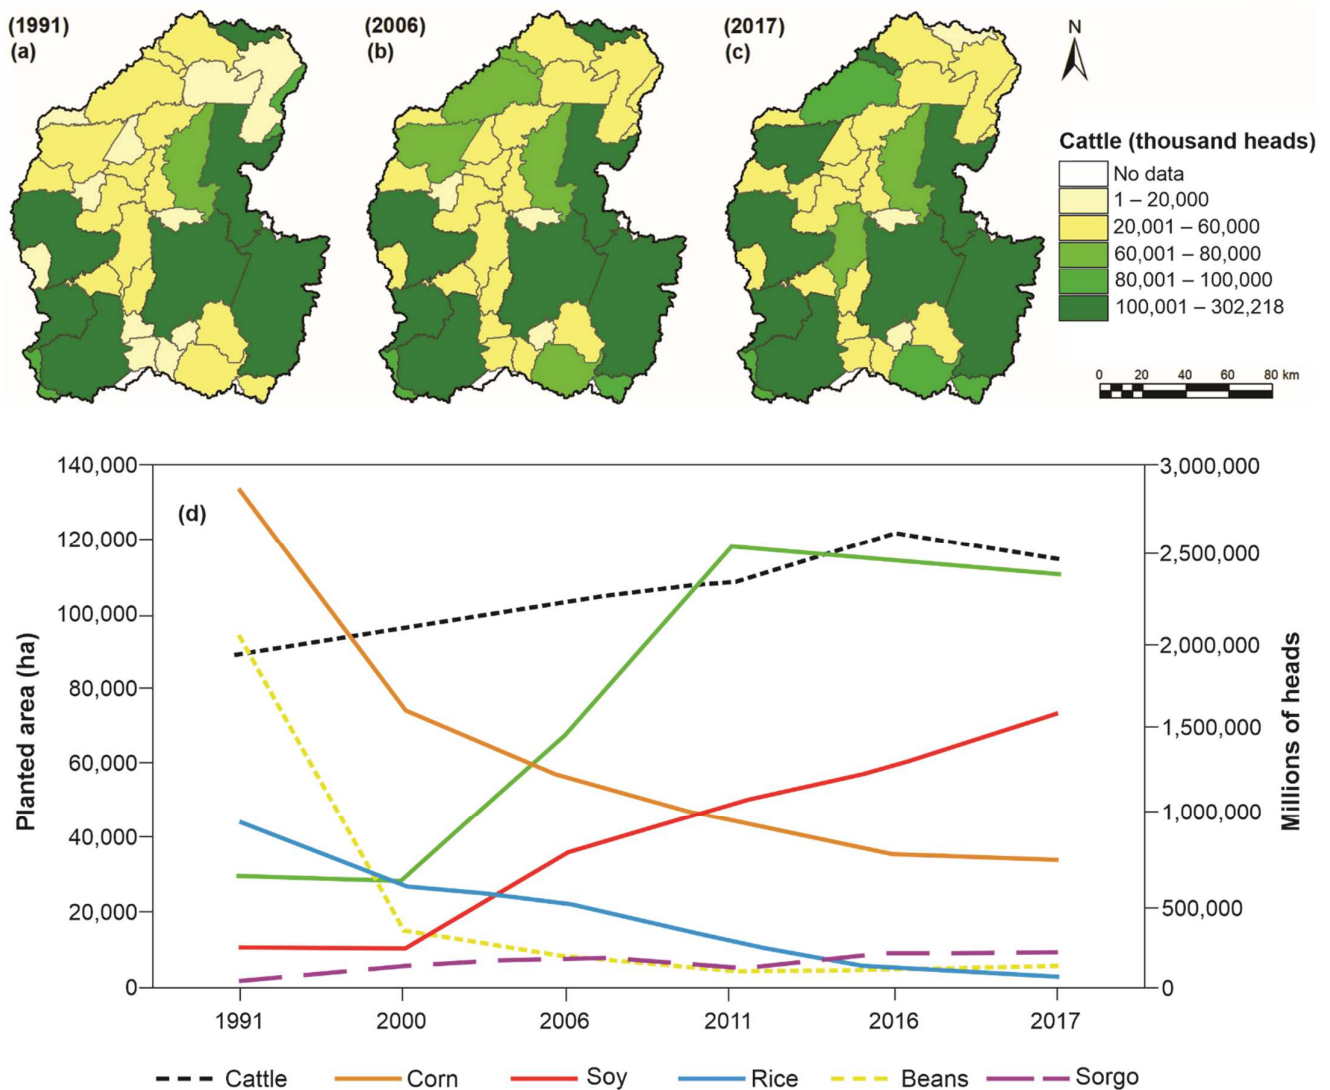 (1991)
(a)
(2006)
(b)
(2017)
(c)
N
Cattle (thousand heads)
No data
1 – 20,000
20,001 – 60,000
60,001 – 80,000
80,001 – 100,000
100,001 – 302,218
0 20 40 60 80 km
(d)
Planted area (ha)
140,000
120,000
100,000
80,000
60,000
40,000
20,000
0
3,000,000
2,500,000
2,000,000
1,500,000
1,000,000
500,000
0
Millions of heads
1991 2000 2006 2011 2016 2017
Cattle Corn Soy Rice Beans Sorgo